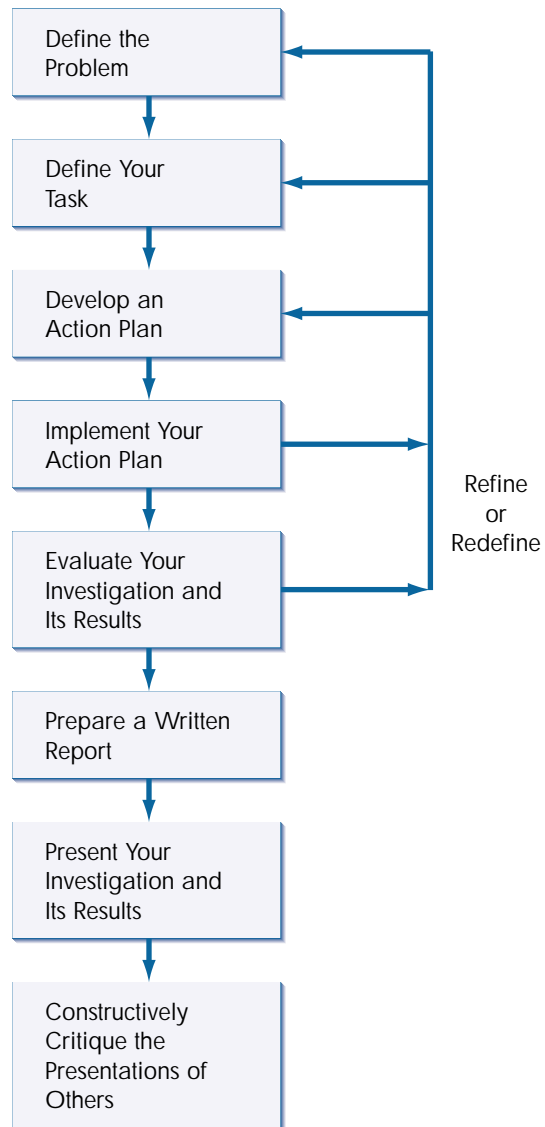 Define the
Problem
Define Your
Task
Develop an
Action Plan
Implement Your
Action Plan
Refine
or
Redefine
Evaluate Your
Investigation and
Its Results
Prepare a Written
Report
Present Your
Investigation and
Its Results
Constructively
Critique the
Presentations of
Others